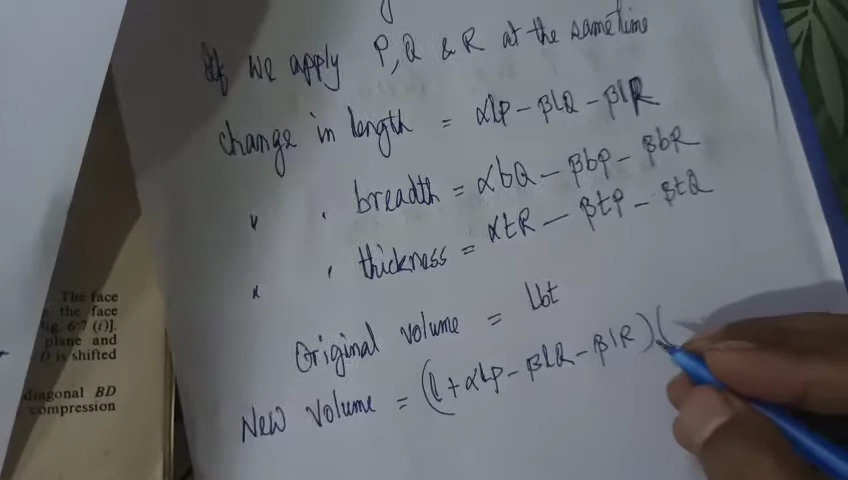 If we apply P, Q & R at the same time
change in length = αlP - βlQ - βlR
" " breadth = αbQ - βbP - βbR
" " thickness = αtR - βtP - βtQ
Original volume = lbt
New volume = (l + αlP - βlQ - βlR)(
The face
the face
6·7 (i)].
plane and
is shifted
diagonal BD
compression